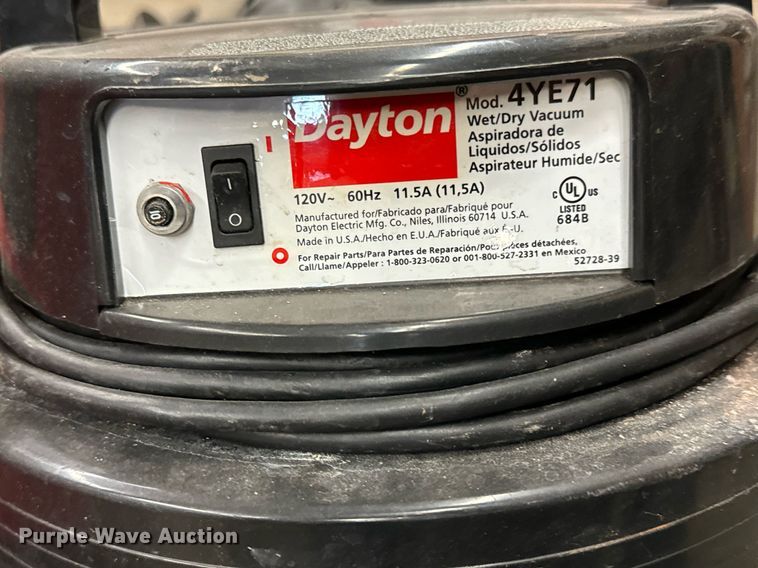 Dayton®
Mod. 4YE71
Wet/Dry Vacuum
Aspiradora de
Liquidos/Sólidos
Aspirateur Humide/Sec
120V~ 60Hz 11.5A (11,5A)
Manufactured for/Fabricado para/Fabriqué pour
Dayton Electric Mfg. Co., Niles, Illinois 60714 U.S.A.
Made in U.S.A./Hecho en E.U.A./Fabriqué aux É.-U.
For Repair Parts/Para Partes de Reparación/Pour pièces détachées,
Call/Llame/Appeler : 1-800-323-0620 or 001-800-527-2331 en Mexico
C UL US
LISTED
684B
52728-39
I
I
O
O
10
Purple Wave Auction